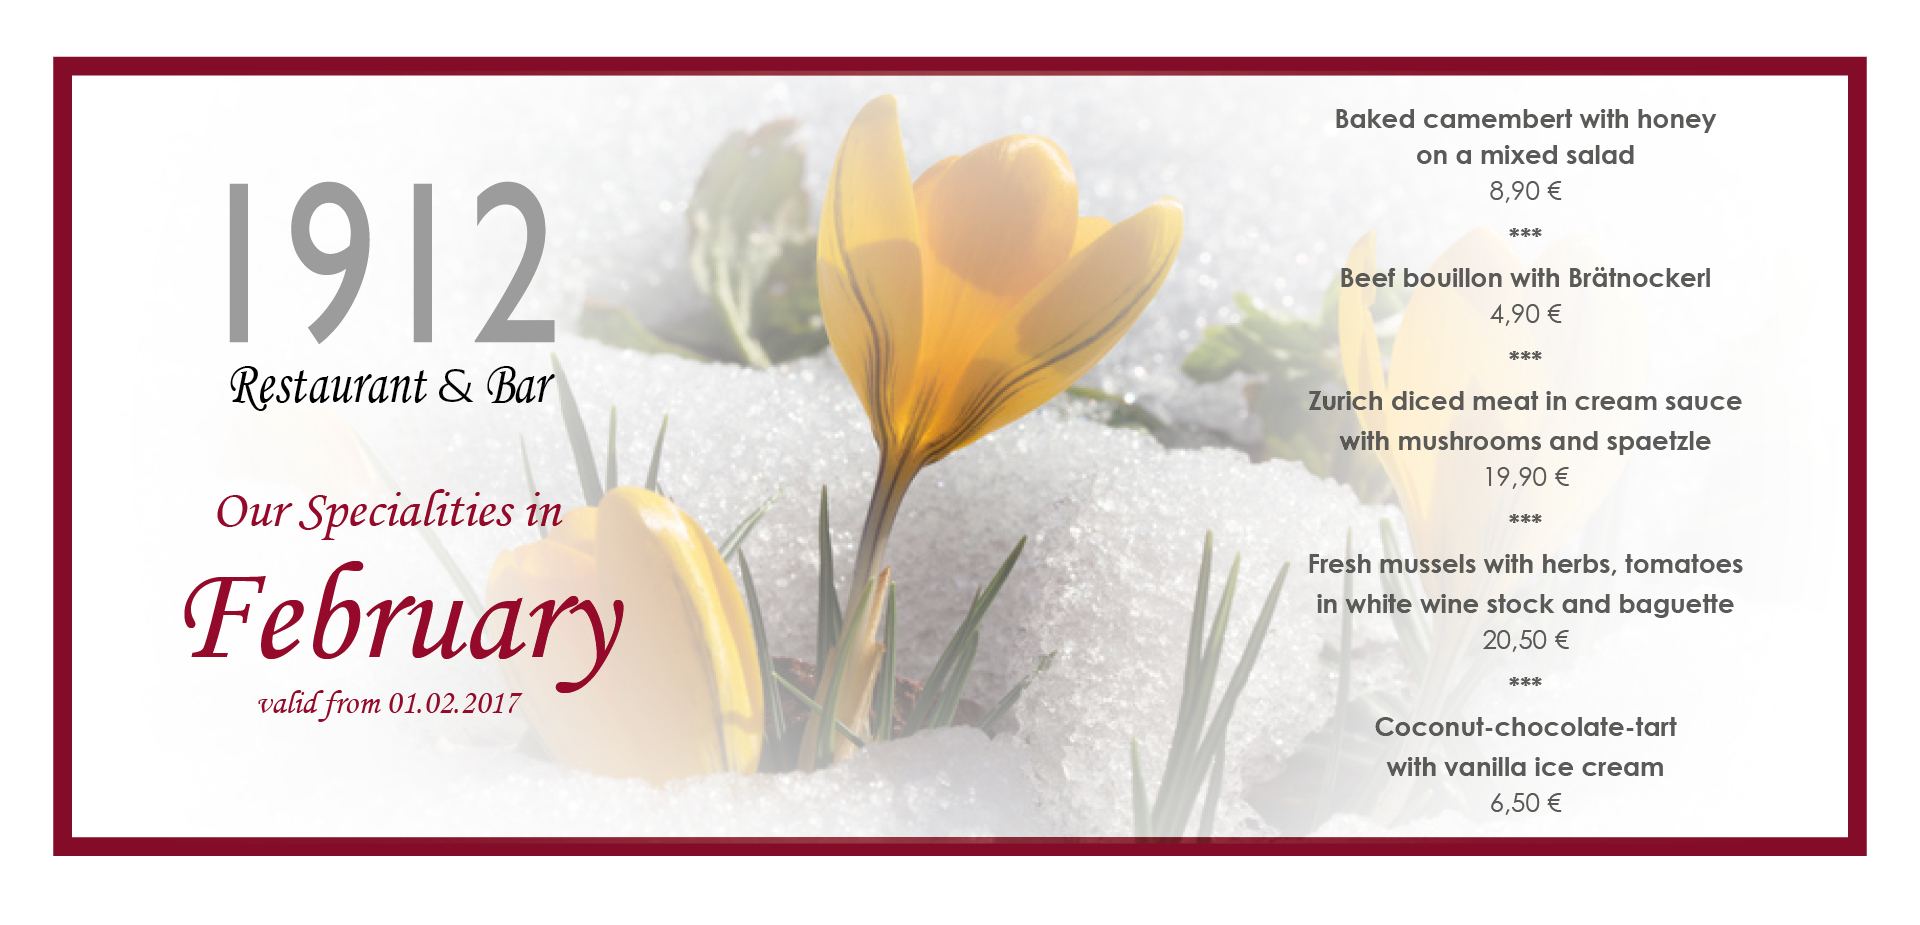 1912
Restaurant & Bar
Our Specialities in
February
valid from 01.02.2017
Baked camembert with honey
on a mixed salad
8,90 €
***
Beef bouillon with Brätnockerl
4,90 €
***
Zurich diced meat in cream sauce
with mushrooms and spaetzle
19,90 €
***
Fresh mussels with herbs, tomatoes
in white wine stock and baguette
20,50 €
***
Coconut-chocolate-tart
with vanilla ice cream
6,50 €